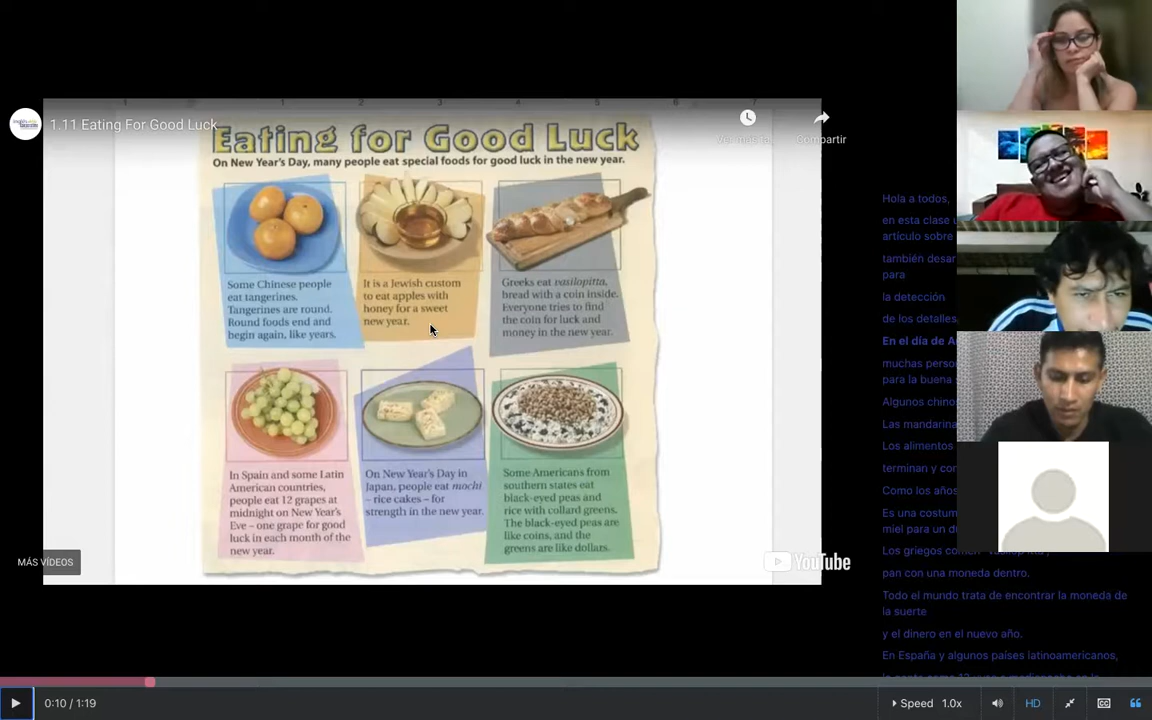 1.11 Eating For Good Luck
Compartir
Eating for Good Luck
On New Year's Day, many people eat special foods for good luck in the new year.
Some Chinese people
eat tangerines.
Tangerines are round.
Round foods end and
begin again, like years.
It is a Jewish custom
to eat apples with
honey for a sweet
new year.
Greeks eat vasilopitta,
bread with a coin inside.
Everyone tries to find
the coin for luck and
money in the new year.
In Spain and some Latin
American countries,
people eat 12 grapes at
midnight on New Year's
Eve – one grape for good
luck in each month of the
new year.
On New Year's Day in
Japan, people eat mochi
– rice cakes – for
strength in the new year.
Some Americans from
southern states eat
black-eyed peas and
rice with collard greens.
The black-eyed peas are
like coins, and the
greens are like dollars.
MÁS VÍDEOS
YouTube
Hola a todos,
en esta clase
artículo sobre
también
para
la detección
de los detalles
En el día de
muchas
para la buena
Algunos
Las
Los alimentos
terminan y
Como los años
Es una
miel para un
Los griegos comen
pan con una moneda dentro.
Todo el mundo trata de encontrar la moneda de
la suerte
y el dinero en el nuevo año.
En España y algunos países latinoamericanos,
0:10 / 1:19
Speed 1.0x
HD
CC